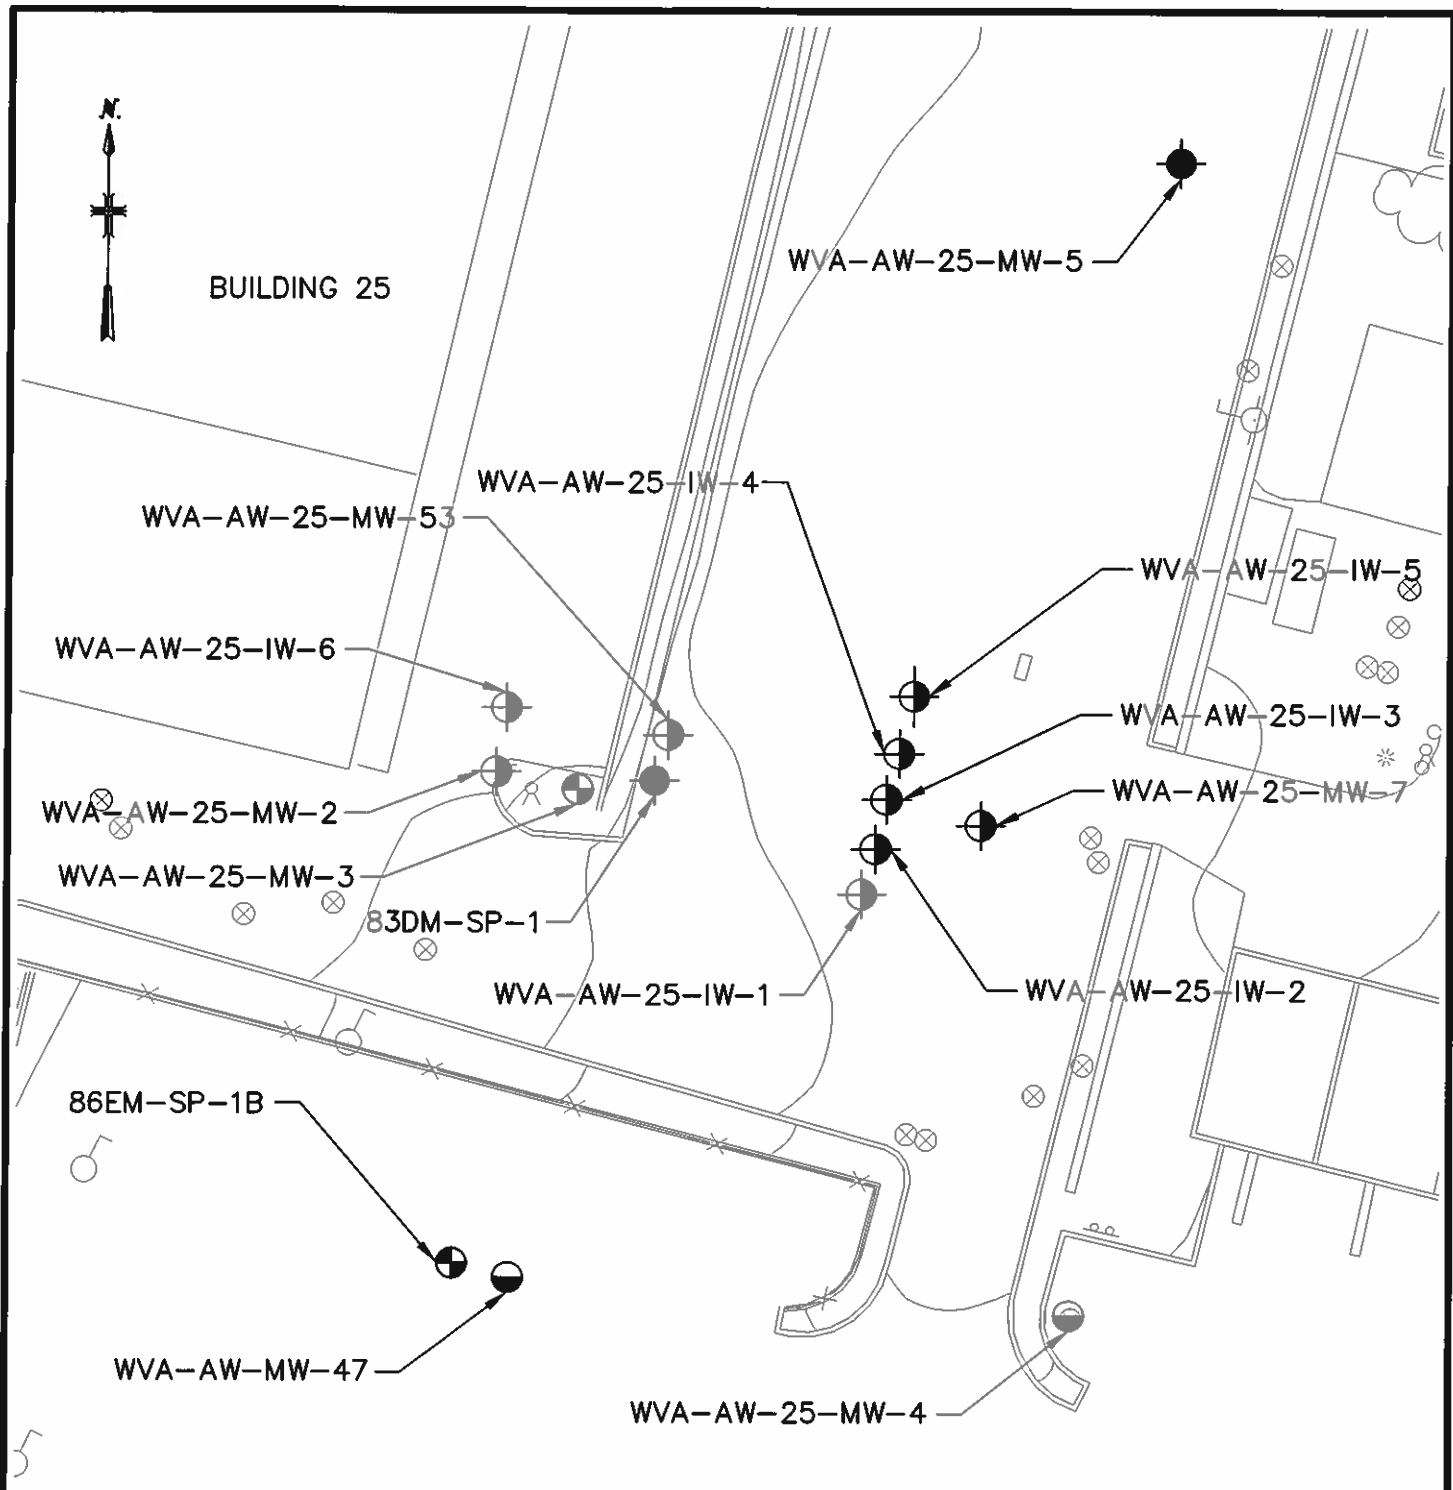 N.
WVA-AW-25-MW-5
BUILDING 25
WVA-AW-25-IW-4
WVA-AW-25-MW-53
WVA-AW-25-IW-5
WVA-AW-25-IW-6
WVA-AW-25-IW-3
WVA-AW-25-MW-7
WVA-AW-25-MW-2
WVA-AW-25-MW-3
83DM-SP-1
WVA-AW-25-IW-1
WVA-AW-25-IW-2
86EM-SP-1B
WVA-AW-MW-47
WVA-AW-25-MW-4